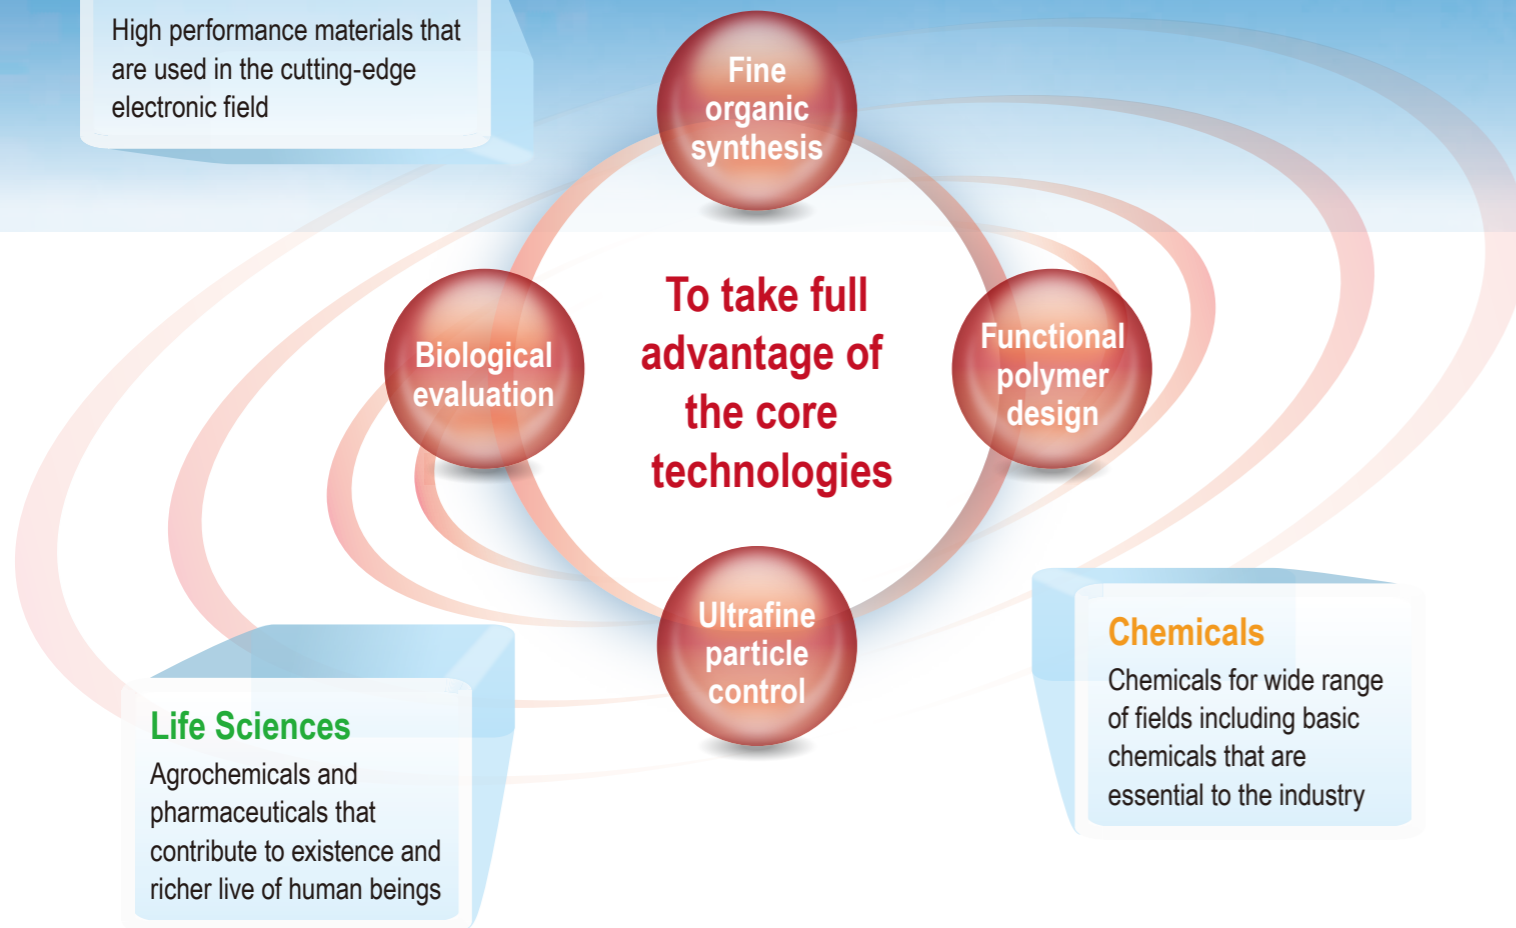 High performance materials that
are used in the cutting-edge
electronic field
Fine
organic
synthesis
Biological
evaluation
To take full
advantage of
the core
technologies
Functional
polymer
design
Ultrafine
particle
control
Life Sciences
Agrochemicals and
pharmaceuticals that
contribute to existence and
richer live of human beings
Chemicals
Chemicals for wide range
of fields including basic
chemicals that are
essential to the industry